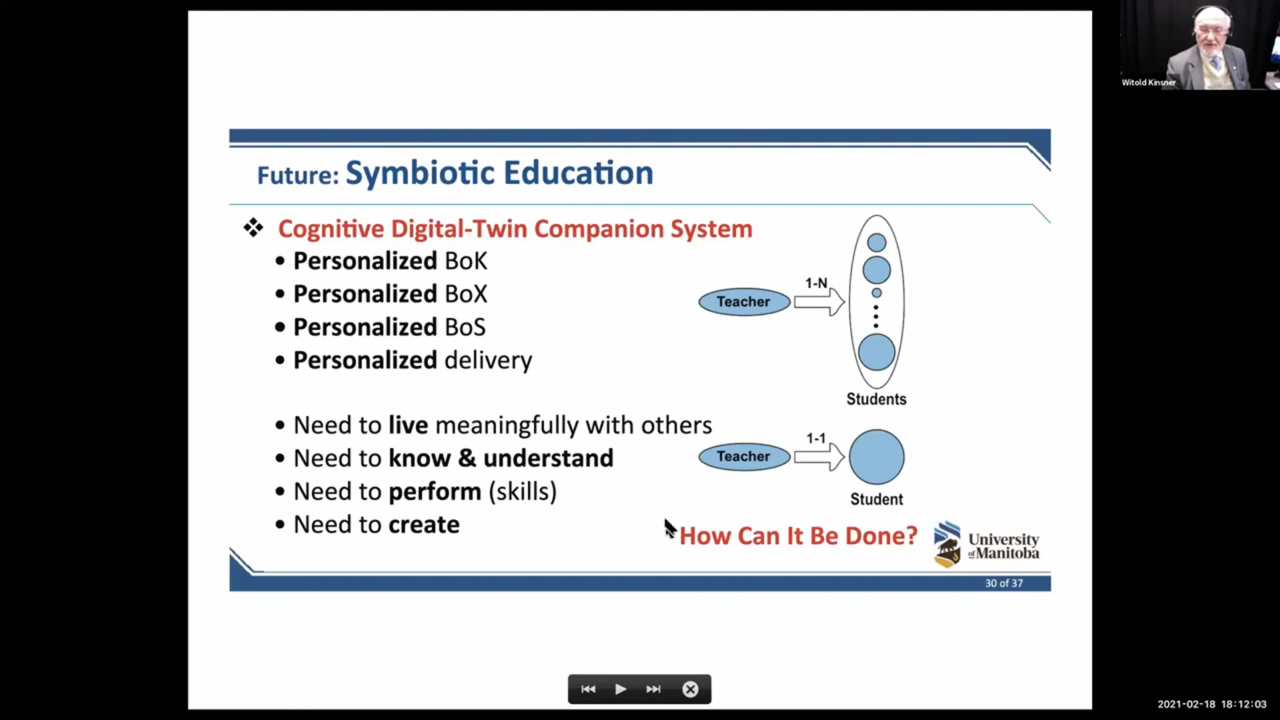 Witold Kinsner
Future: Symbiotic Education
❖ Cognitive Digital-Twin Companion System
• Personalized BoK
• Personalized BoX
• Personalized BoS
• Personalized delivery
• Need to live meaningfully with others
• Need to know & understand
• Need to perform (skills)
• Need to create
Teacher
1-N
Students
Teacher
1-1
Student
How Can It Be Done?
University
of Manitoba
30 of 37
2021-02-18 18:12:03